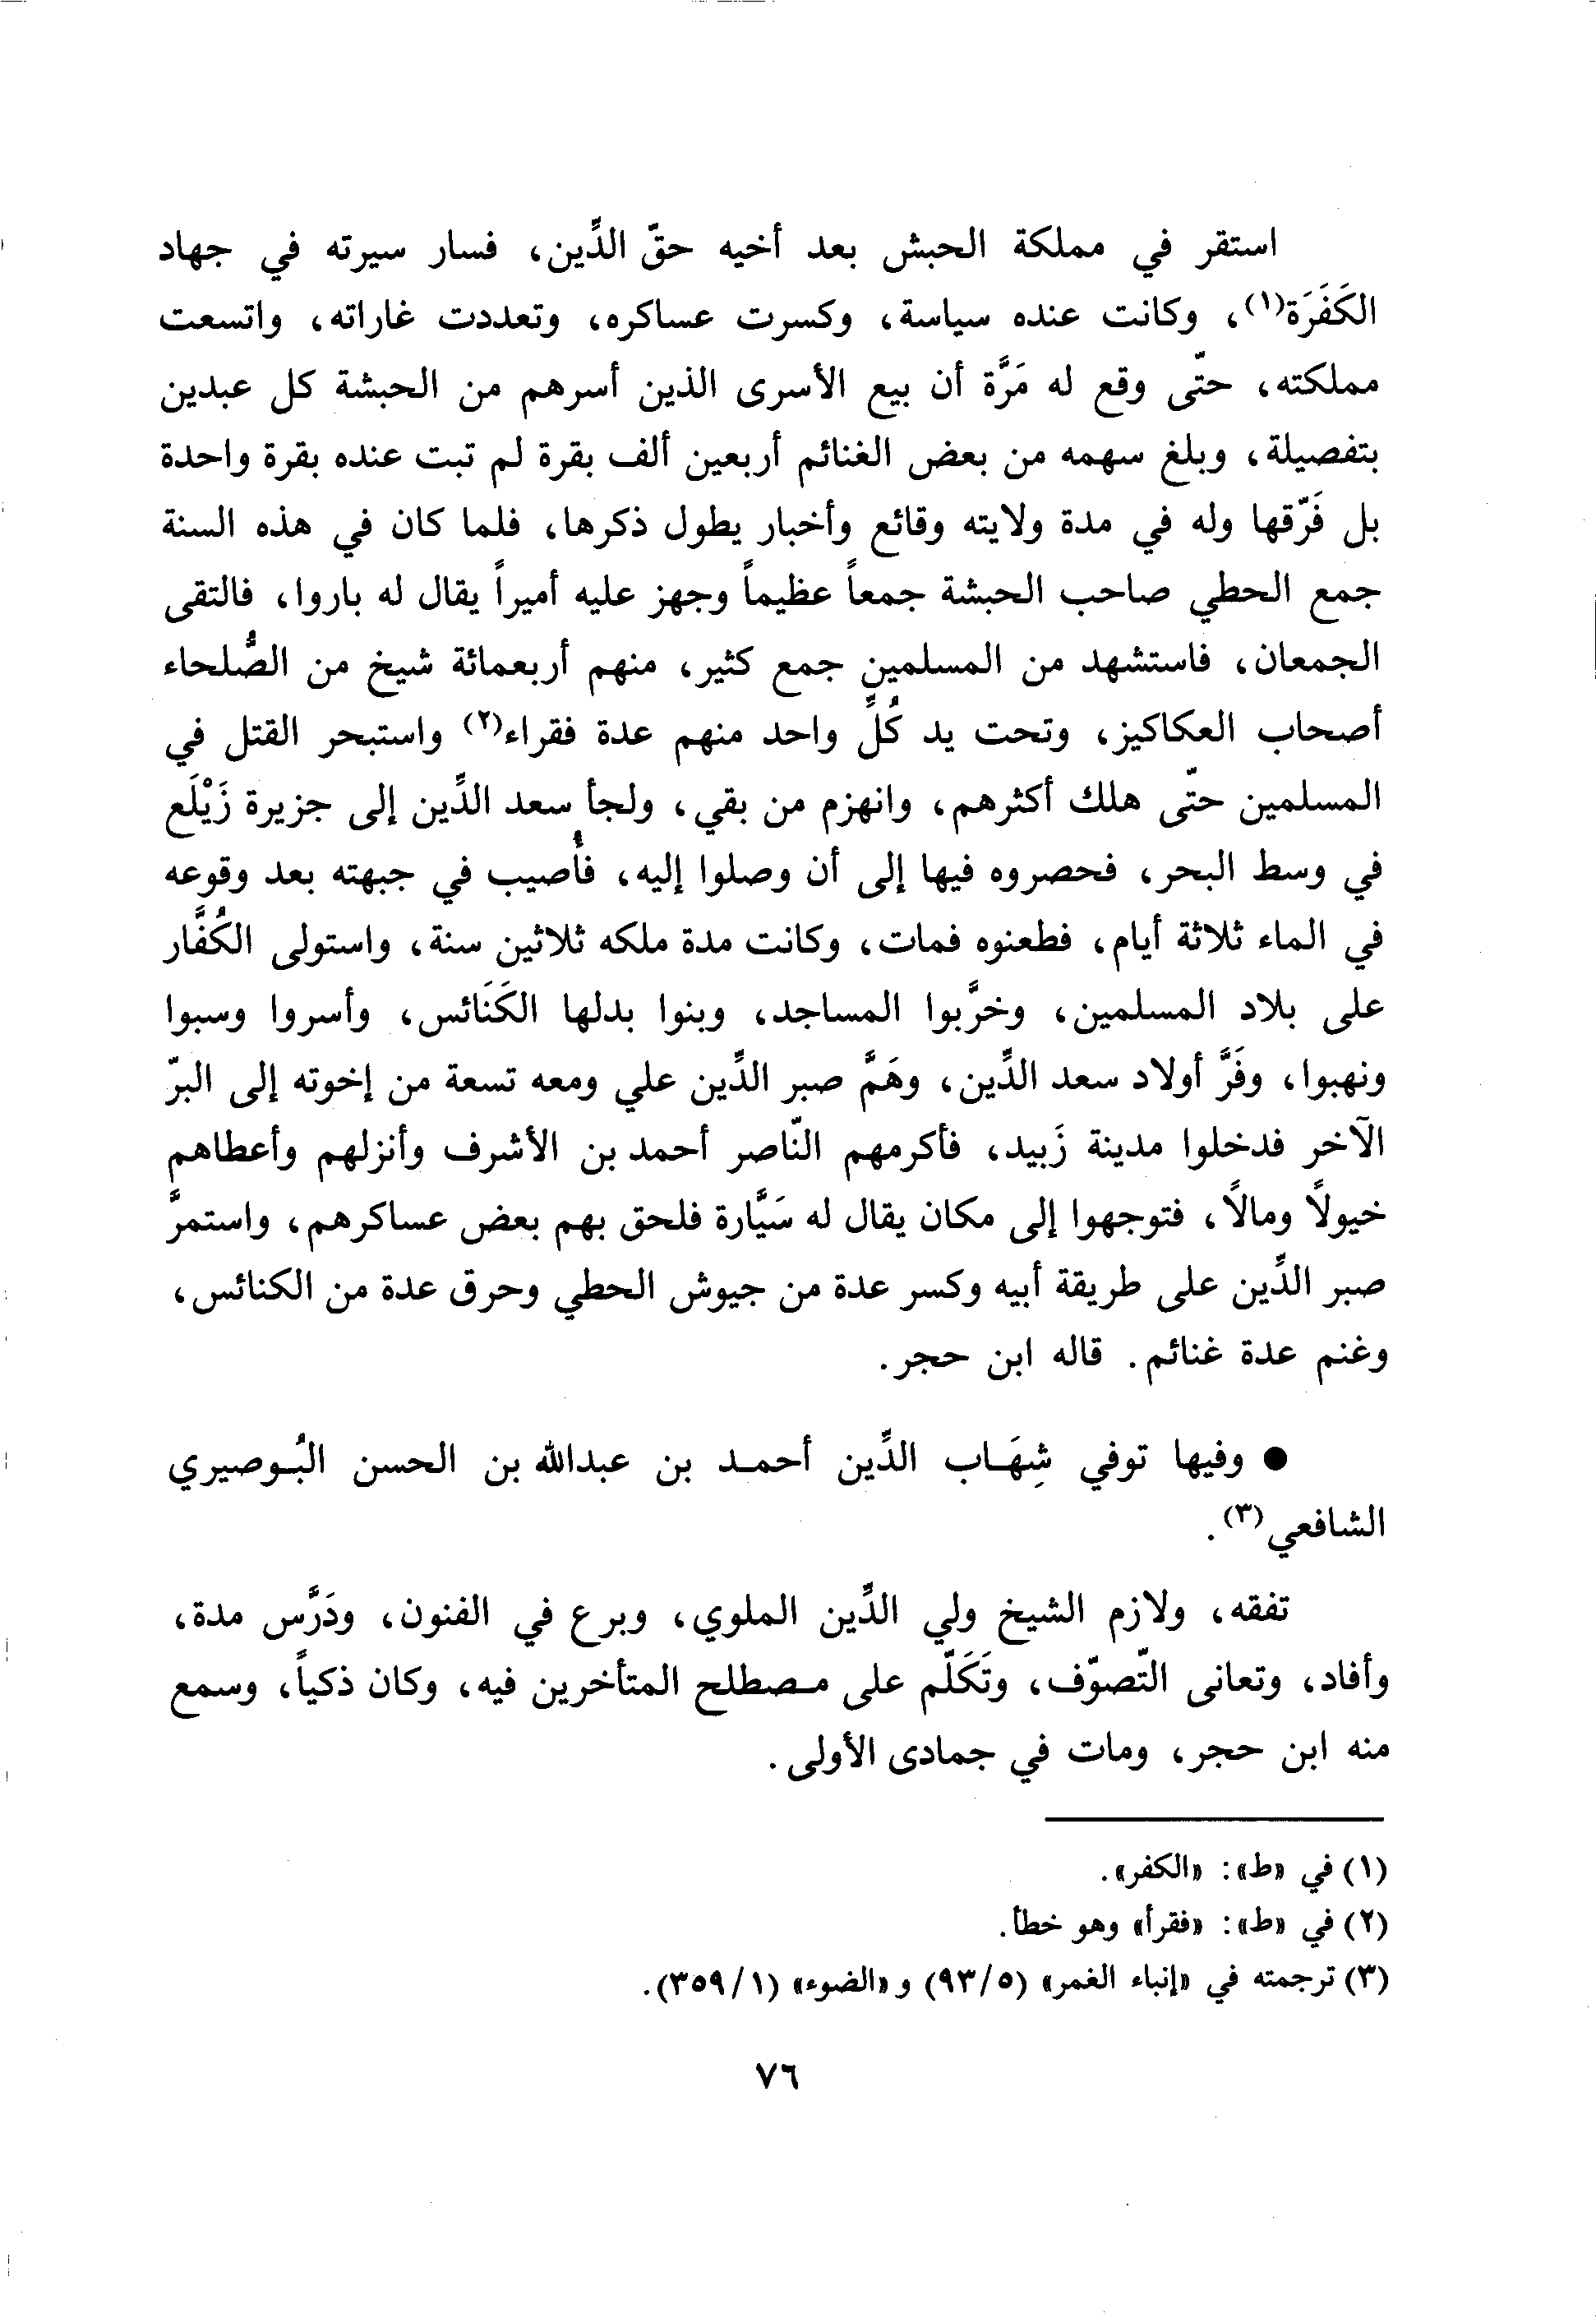 استقر في مملكة الحبش بعد أخيه حقّ الدِّين، فسار سيرته في جهاد
الكَفَرَة(١)، وكانت عنده سياسة، وكسرت عساكره، وتعددت غاراته، واتسعت
مملكته، حتّى وقع له مَرَّة أن بيع الأسرى الذين أسرهم من الحبشة كل عبدين
بتفصيلة، وبلغ سهمه من بعض الغنائم أربعين ألف بقرة لم تبت عنده بقرة واحدة
بل فَرّقها وله في مدة ولايته وقائع وأخبار يطول ذكرها، فلما كان في هذه السنة
جمع الحطي صاحب الحبشة جمعاً عظيماً وجهز عليه أميراً يقال له باروا، فالتقى
الجمعان، فاستشهد من المسلمين جمع كثير، منهم أربعمائة شيخ من الصُّلحاء
أصحاب العكاكيز، وتحت يد كُلِّ واحد منهم عدة فقراء(٢) واستبحر القتل في
المسلمين حتّى هلك أكثرهم، وانهزم من بقي، ولجأ سعد الدِّين إلى جزيرة زَيْلَع
في وسط البحر، فحصروه فيها إلى أن وصلوا إليه، فأُصيب في جبهته بعد وقوعه
في الماء ثلاثة أيام، فطعنوه فمات، وكانت مدة ملكه ثلاثين سنة، واستولى الكُفَّار
على بلاد المسلمين، وخرَّبوا المساجد، وبنوا بدلها الكَنَائس، وأسروا وسبوا
ونهبوا، وفَرَّ أولاد سعد الدِّين، وهَمَّ صبر الدِّين علي ومعه تسعة من إخوته إلى البرّ
الآخر فدخلوا مدينة زَبيد، فأكرمهم النّاصر أحمد بن الأشرف وأنزلهم وأعطاهم
خيولاً ومالاً، فتوجهوا إلى مكان يقال له سَيَّارة فلحق بهم بعض عساكرهم، واستمرَّ
صبر الدِّين على طريقة أبيه وكسر عدة من جيوش الحطي وحرق عدة من الكنائس،
وغنم عدة غنائم. قاله ابن حجر.
● وفيها توفي شِهَاب الدِّين أحمد بن عبدالله بن الحسن البُوصيري
الشافعي(٣).
تفقه، ولازم الشيخ ولي الدِّين الملوي، وبرع في الفنون، ودَرَّس مدة،
وأفاد، وتعانى التّصوّف، وتَكَلّم على مصطلح المتأخرين فيه، وكان ذكياً، وسمع
منه ابن حجر، ومات في جمادى الأولى.
(١) في «ط»: «الكفر».
(٢) في «ط»: «فقرأ» وهو خطأ.
(٣) ترجمته في «إنباء الغمر» (٥/٩٣) و«الضوء» (١/٣٥٩).
٧٦